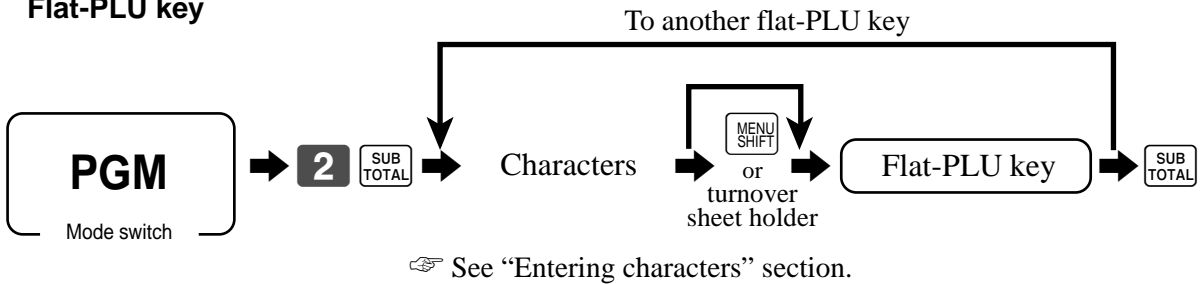 Flat-PLU key
To another flat-PLU key
PGM
Mode switch
2
SUB
TOTAL
Characters
MENU
SHIFT
or
turnover
sheet holder
Flat-PLU key
SUB
TOTAL
☞ See “Entering characters” section.